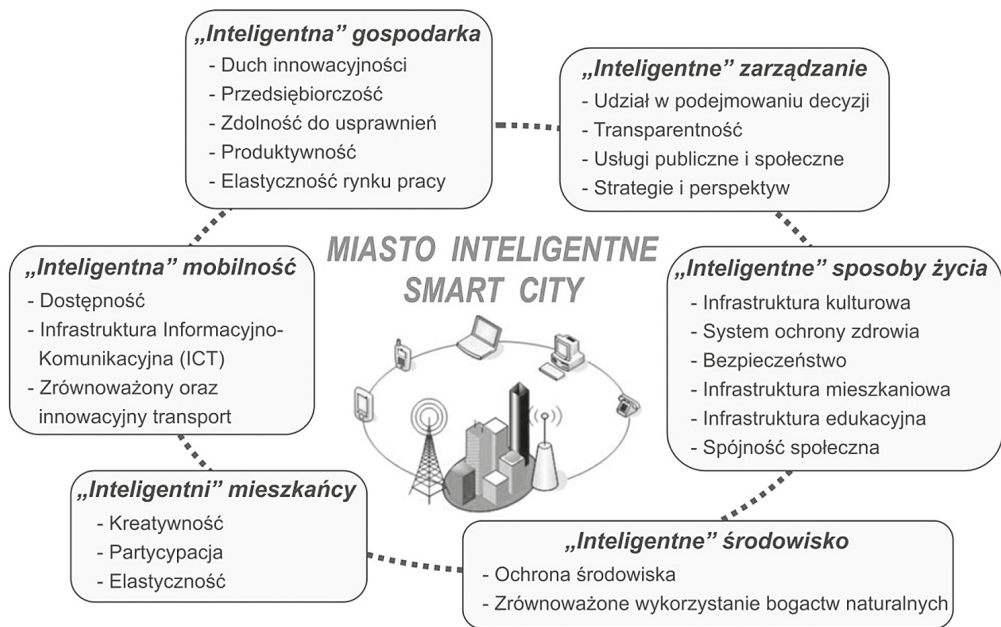 „Inteligentna” gospodarka
- Duch innowacyjności
- Przedsiębiorczość
- Zdolność do usprawnień
- Produktywność
- Elastyczność rynku pracy
„Inteligentne” zarządzanie
- Udział w podejmowaniu decyzji
- Transparentność
- Usługi publiczne i społeczne
- Strategie i perspektyw
MIASTO INTELIGENTNE
SMART CITY
„Inteligentna” mobilność
- Dostępność
- Infrastruktura Informacyjno-
Komunikacyjna (ICT)
- Zrównoważony oraz
innowacyjny transport
„Inteligentne” sposoby życia
- Infrastruktura kulturowa
- System ochrony zdrowia
- Bezpieczeństwo
- Infrastruktura mieszkaniowa
- Infrastruktura edukacyjna
- Spójność społeczna
„Inteligentni” mieszkańcy
- Kreatywność
- Partycypacja
- Elastyczność
„Inteligentne” środowisko
- Ochrona środowiska
- Zrównoważone wykorzystanie bogactw naturalnych